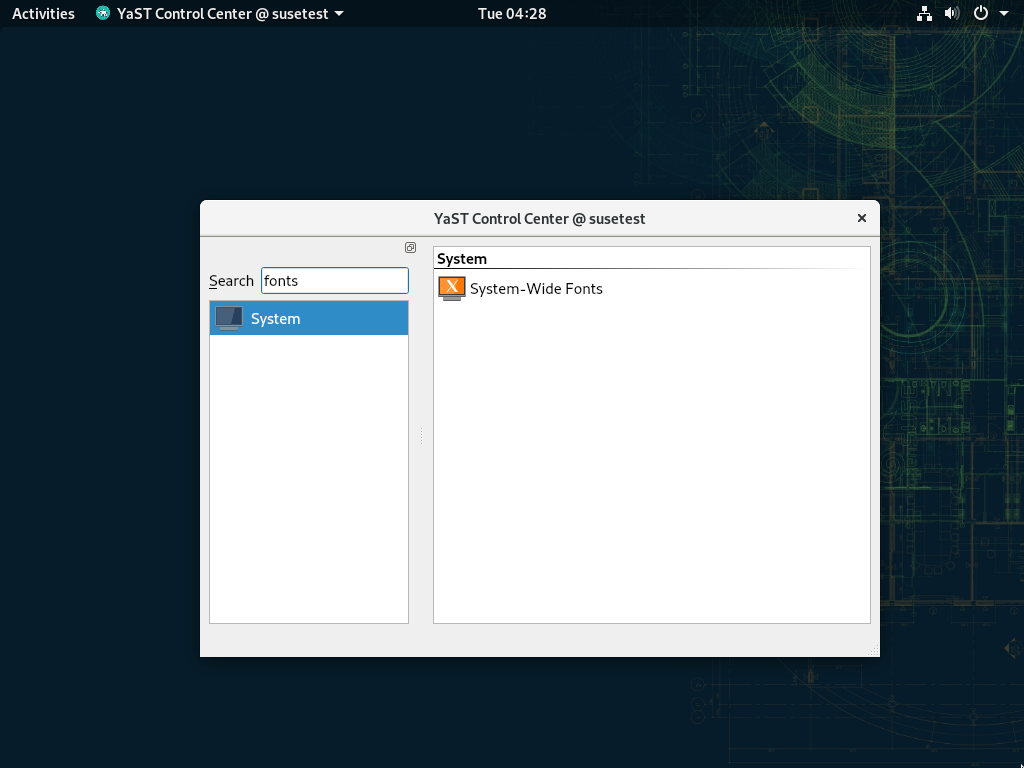 Activities YaST Control Center @ susetest Tue 04:28
YaST Control Center @ susetest
Search fonts
System
System
System-Wide Fonts